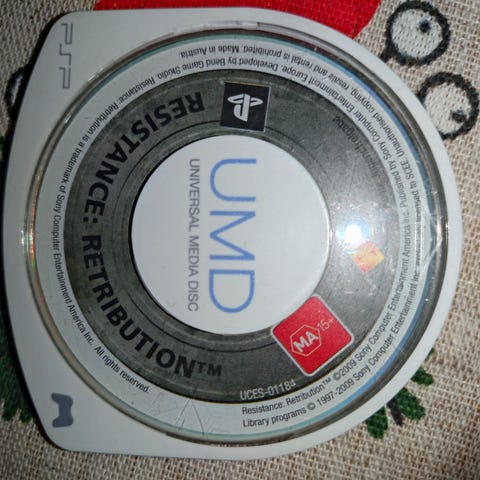 PSP
RESISTANCE: RETRIBUTION™
UMD
UNIVERSAL MEDIA DISC
MA 15+
UCES-01184
Resistance: Retribution™ ©2009 Sony Computer Entertainment America Inc. Published by Sony Computer Entertainment Europe. Developed by Bend Game Studio. Resistance: Retribution is a trademark of Sony Computer Entertainment America Inc. All rights reserved.
Library programs © 1997-2009 Sony Computer Entertainment Inc. licensed to SCEE. Unauthorised copying, resale and rental is prohibited. Made in Austria.